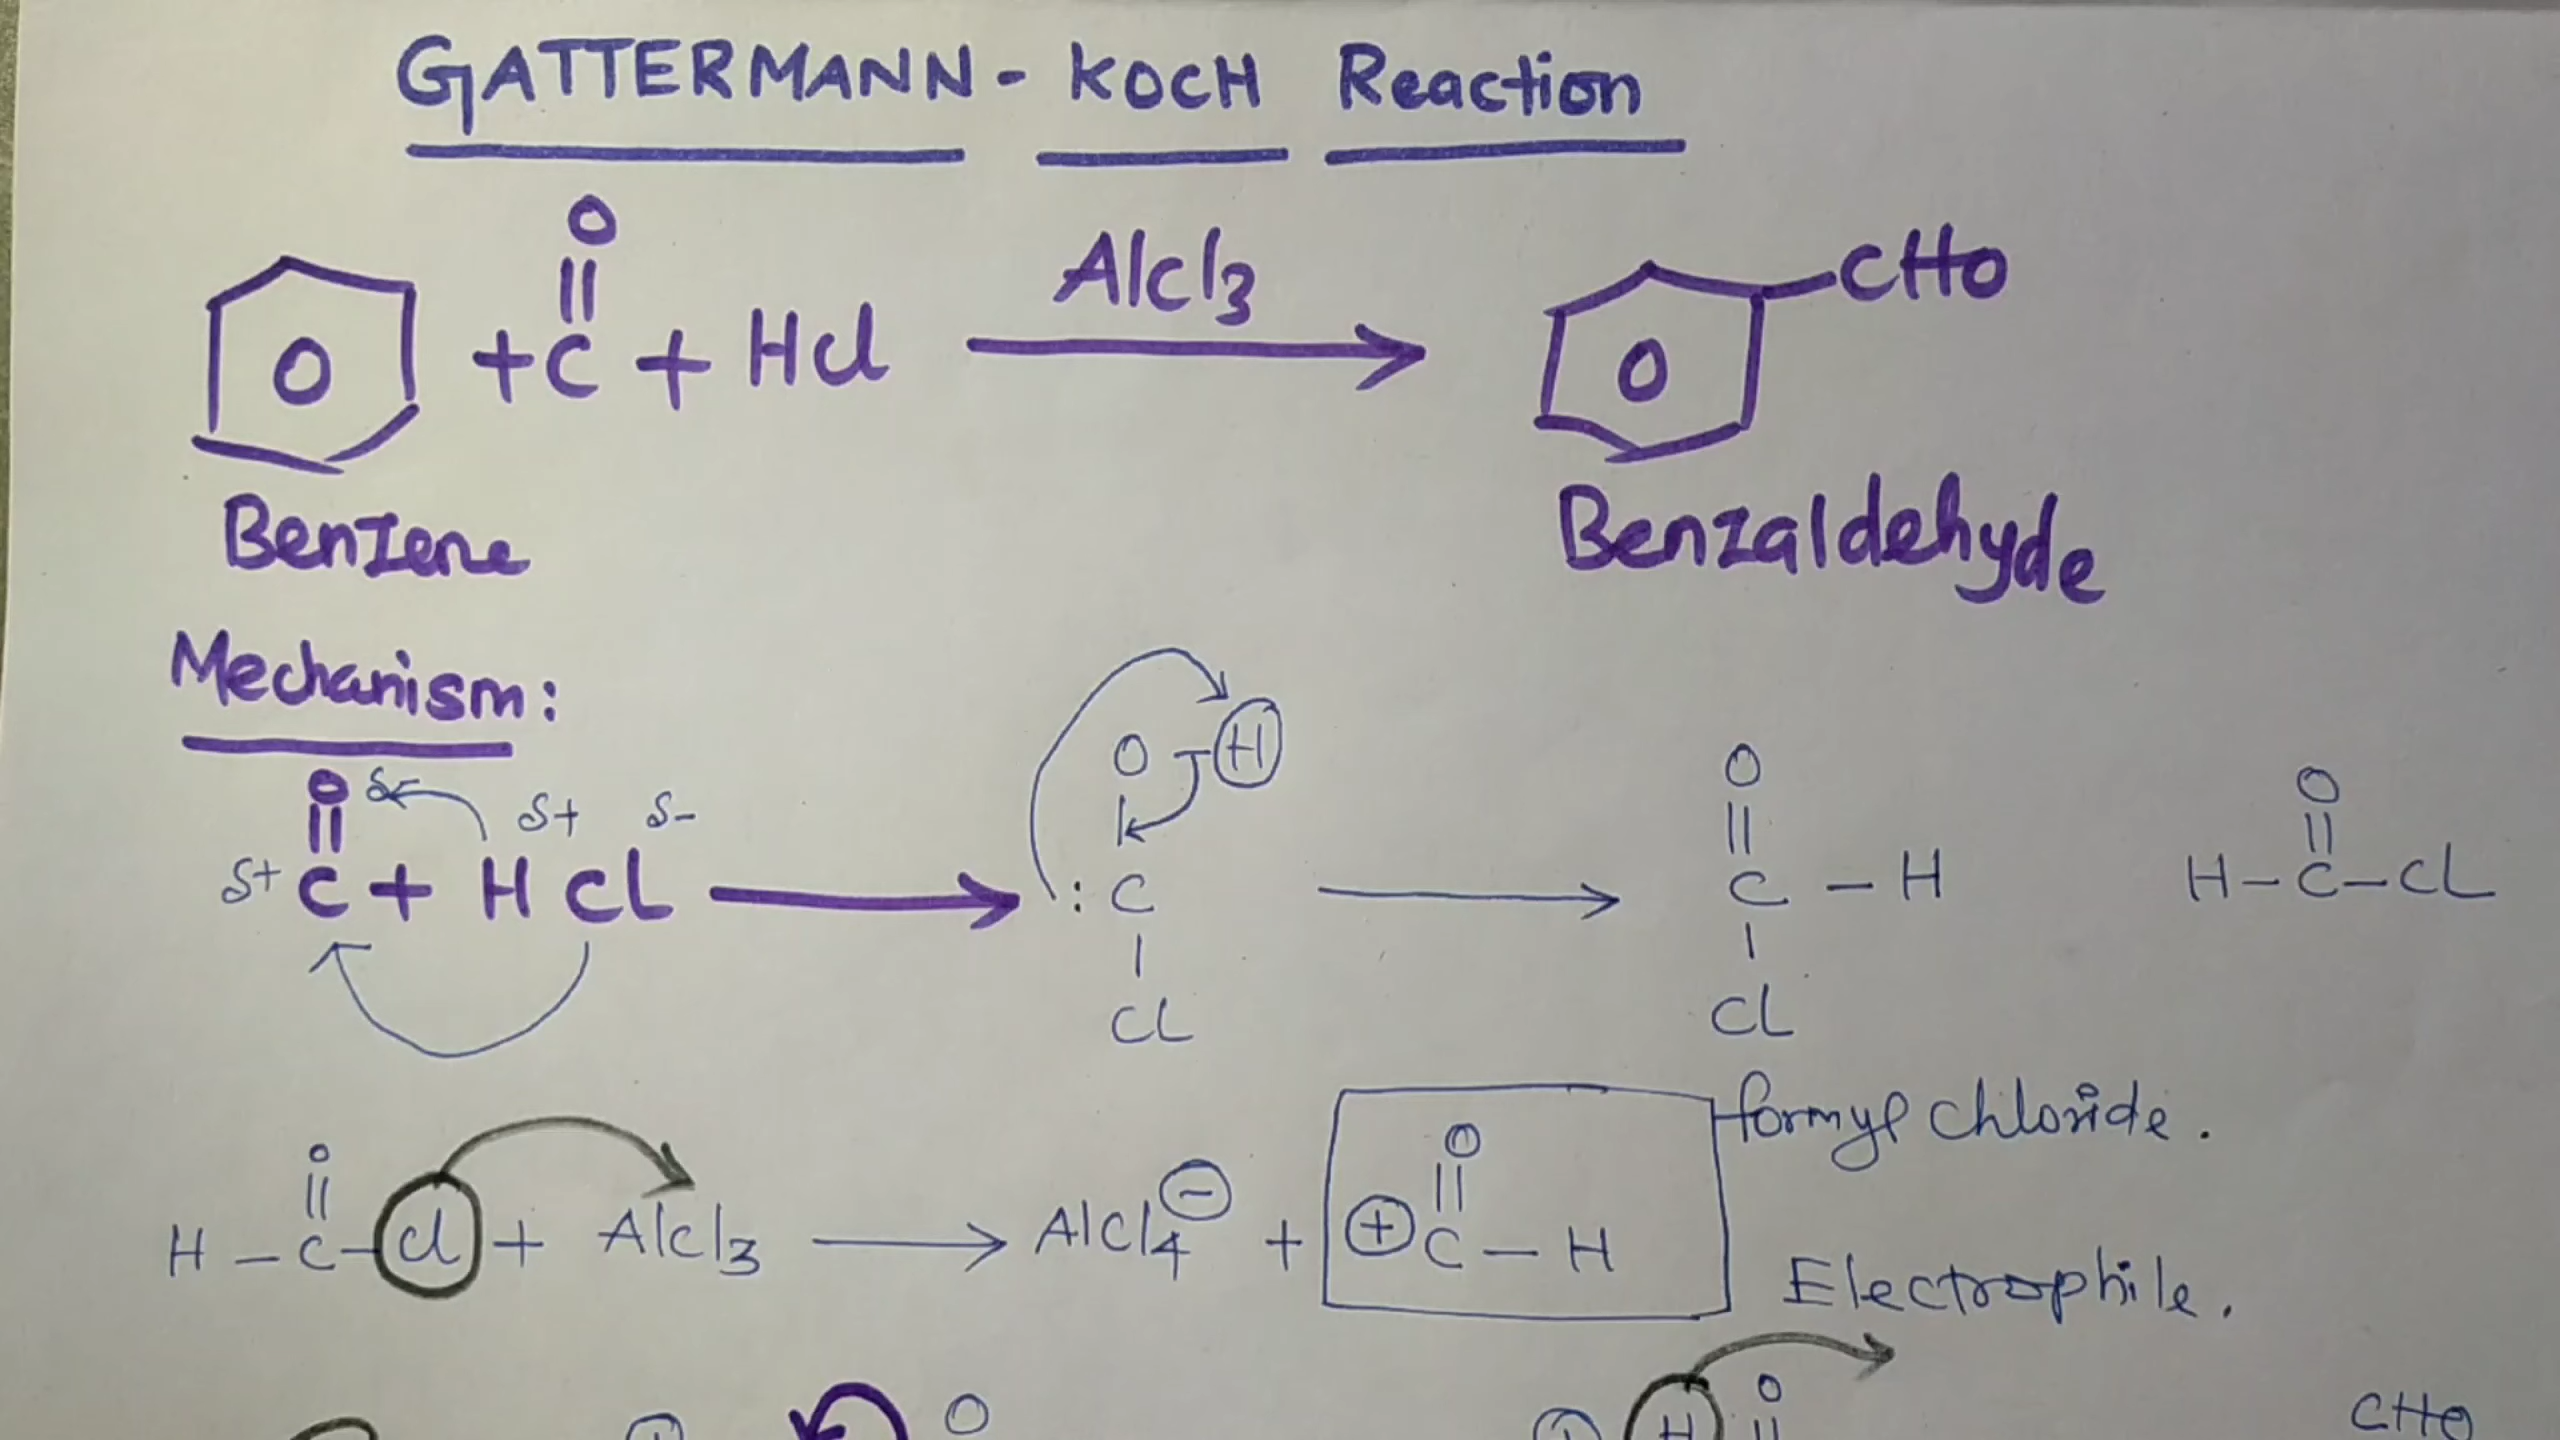 GATTERMANN - KOCH Reaction
O
||
+ C + HCl
AlCl3
CHO
O
O
Benzene
Benzaldehyde
Mechanism:
O δ- δ+ δ-
||
δ+ C + H Cl
O - H
|
: C
|
Cl
O
||
C - H
|
Cl
O
||
H - C - Cl
formyl chloride.
O
||
H - C - Cl + AlCl3
AlCl4 ⊖ +
O
||
⊕ C - H
Electrophile.
O
H
O
||
CHO